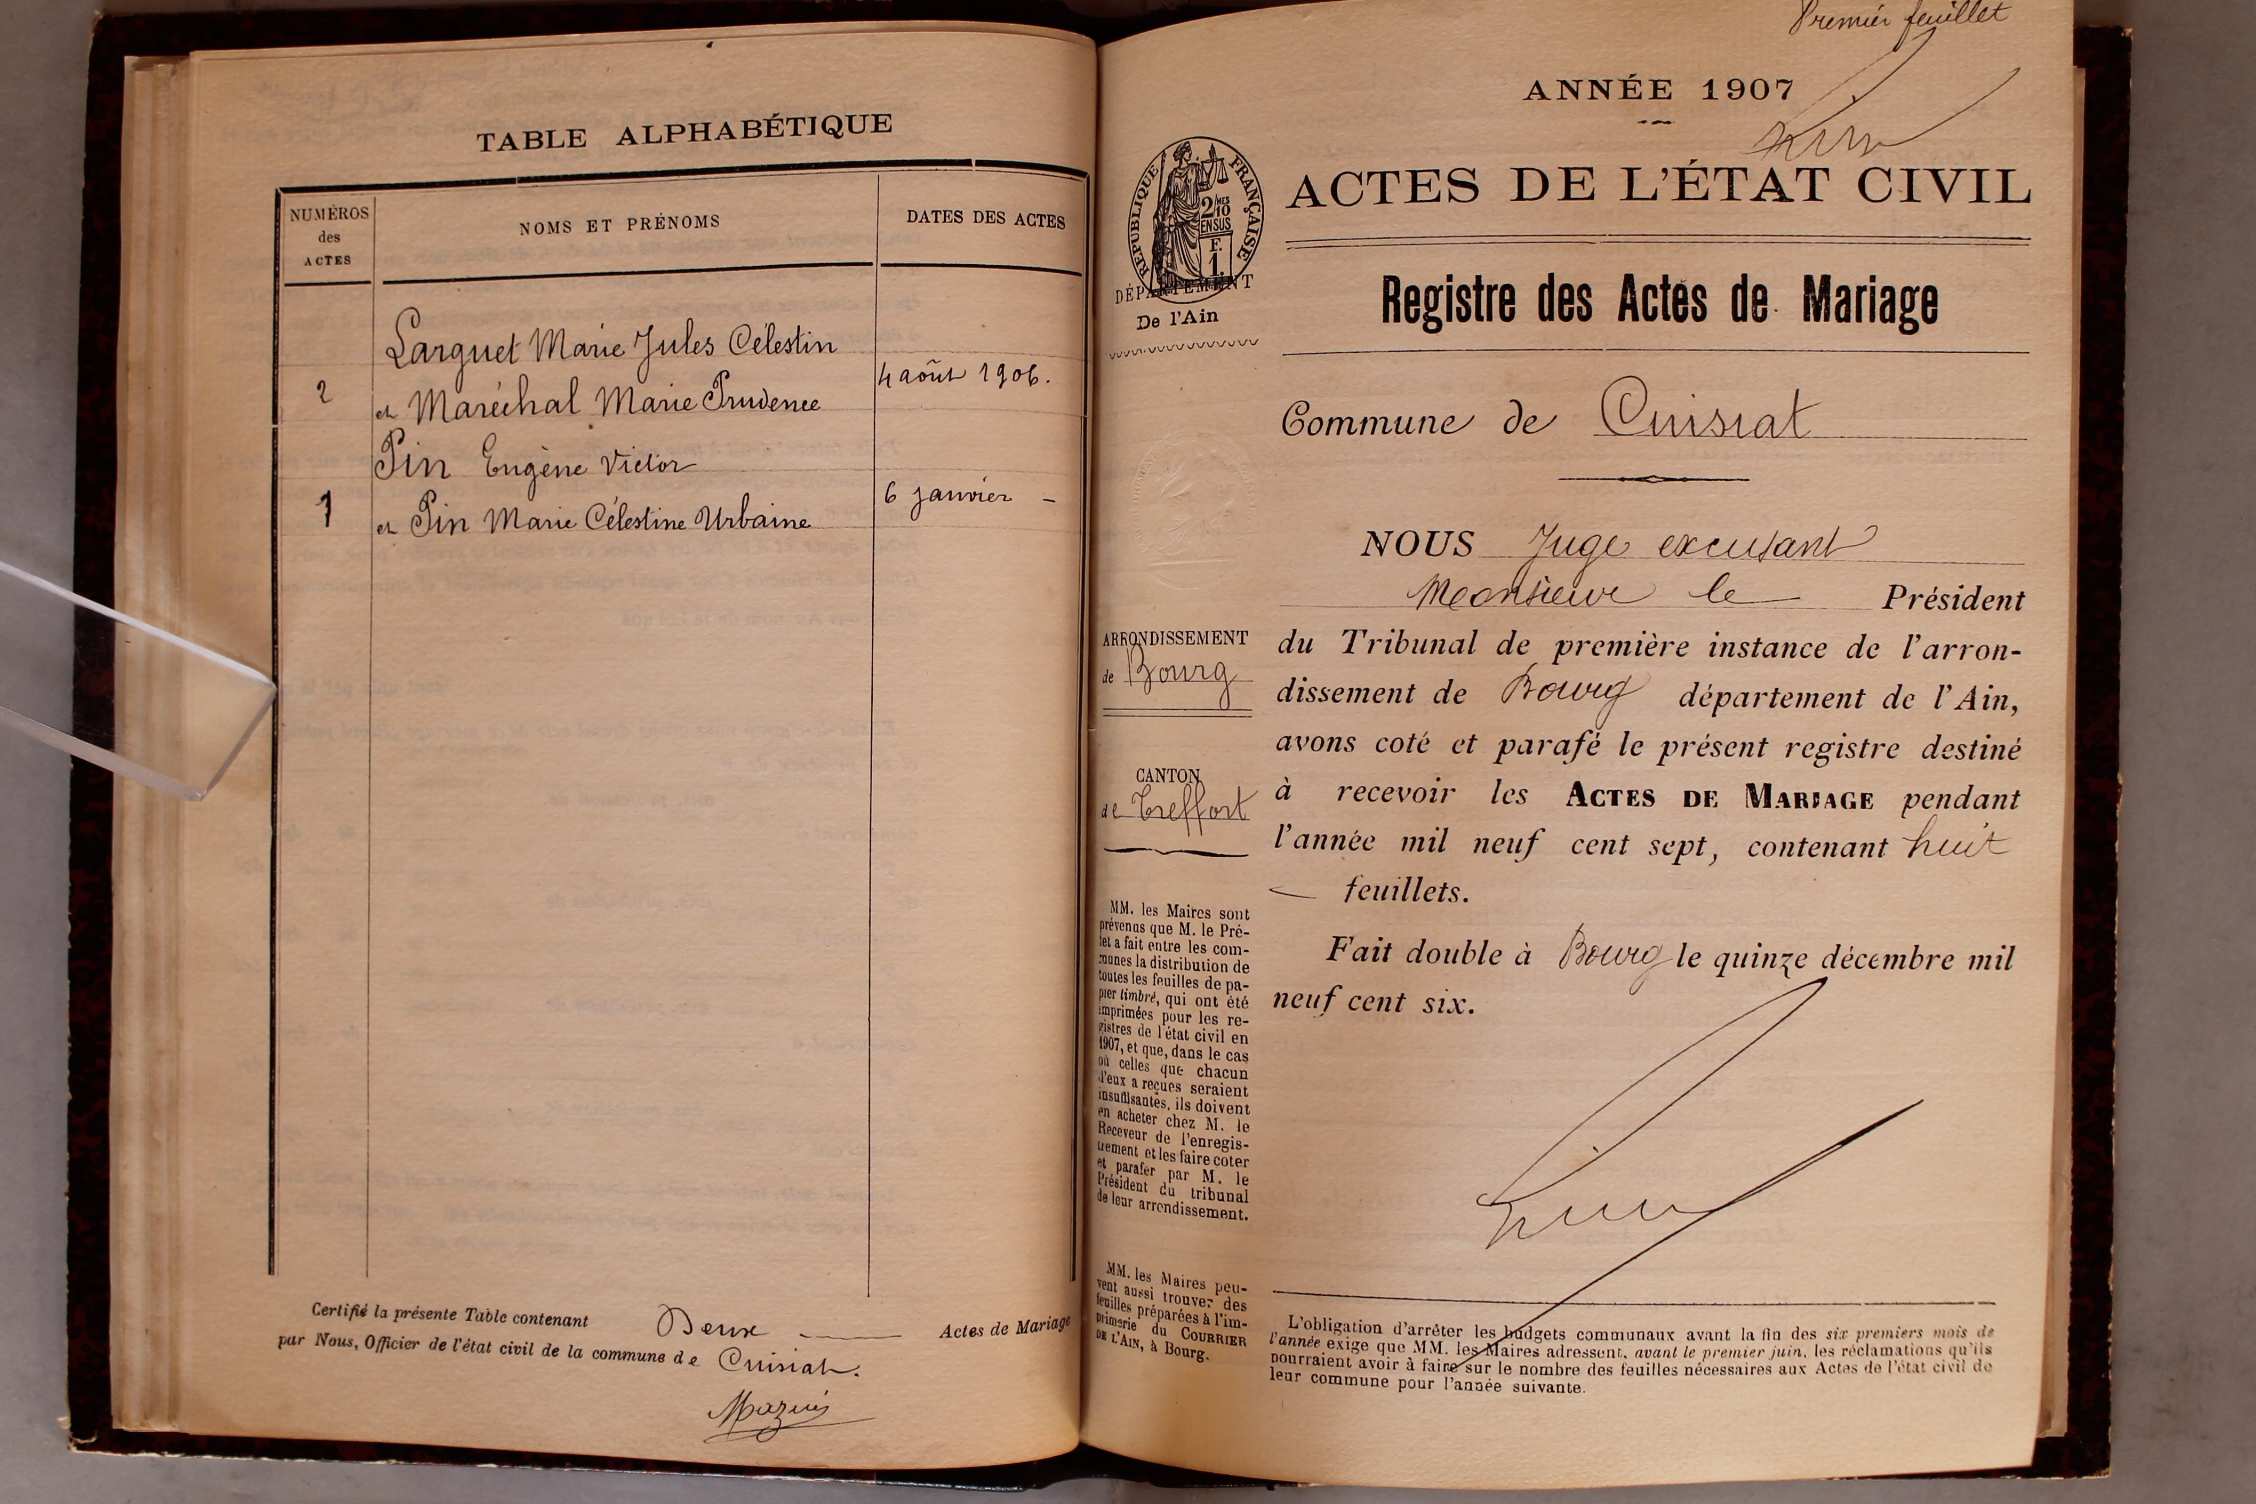 TABLE ALPHABÉTIQUE
NUMÉROS
des
ACTES
NOMS ET PRÉNOMS
DATES DES ACTES
Larguet Marie Jules Célestin
2
et Maréchal Marie Prudence
4 août 1906.
Pin Eugène Victor
1
et Pin Marie Célestine Urbaine
6 janvier –
Certifié la présente Table contenant Deux Actes de Mariage
par Nous, Officier de l'état civil de la commune de Cuisiat.
Premier feuillet
ANNÉE 1907
RÉPUBLIQUE FRANÇAISE
2/10
EN SUS
F.
1.
DÉPARTEMENT
De l'Ain
ACTES DE L'ÉTAT CIVIL
Registre des Actes de Mariage
Commune de Cuisiat
NOUS Juge excusant
Monsieur le Président
ARRONDISSEMENT
de Bourg
CANTON
de Treffort
du Tribunal de première instance de l'arron-
dissement de Bourg département de l'Ain,
avons coté et parafé le présent registre destiné
à recevoir les ACTES DE MARIAGE pendant
l'année mil neuf cent sept, contenant huit
— feuillets.
Fait double à Bourg le quinze décembre mil
neuf cent six.
MM. les Maires sont
prévenus que M. le Pré-
fet a fait entre les com-
munes la distribution de
toutes les feuilles de pa-
pier timbré, qui ont été
imprimées pour les re-
gistres de l'état civil en
1907, et que, dans le cas
où celles que chacun
d'eux a reçues seraient
insuffisantes, ils doivent
en acheter chez M. le
Receveur de l'enregis-
trement et les faire coter
et parafer par M. le
Président du tribunal
de leur arrondissement.
MM. les Maires peu-
vent aussi trouver des
feuilles préparées à l'im-
primerie du COURRIER
DE L'AIN, à Bourg.
L'obligation d'arrêter les budgets communaux avant la fin des six premiers mois de
l'année exige que MM. les Maires adressent, avant le premier juin, les réclamations qu'ils
pourraient avoir à faire sur le nombre des feuilles nécessaires aux Actes de l'état civil de
leur commune pour l'année suivante.